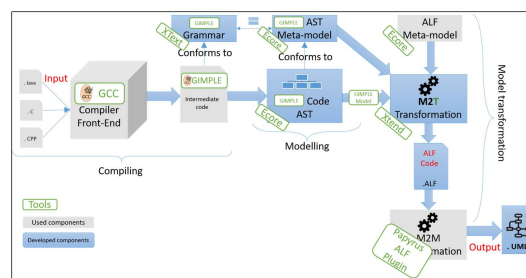 GIMPLE
Grammar
Xtext
Conforms to
GIMPLE AST
Meta-model
Ecore
Conforms to
ALF
Meta-model
Ecore
Input
.Java
.C
.CPP
GCC
Compiler
Front-End
GIMPLE
Intermediate
code
GIMPLE Code
AST
Ecore
GIMPLE
Model
M2T
Transformation
Xtend
Model transformation
Compiling
Modelling
ALF
Code
.ALF
Tools
Used components
Developed components
M2M
mation
Papyrus
ALF
Plugin
Output
. UML